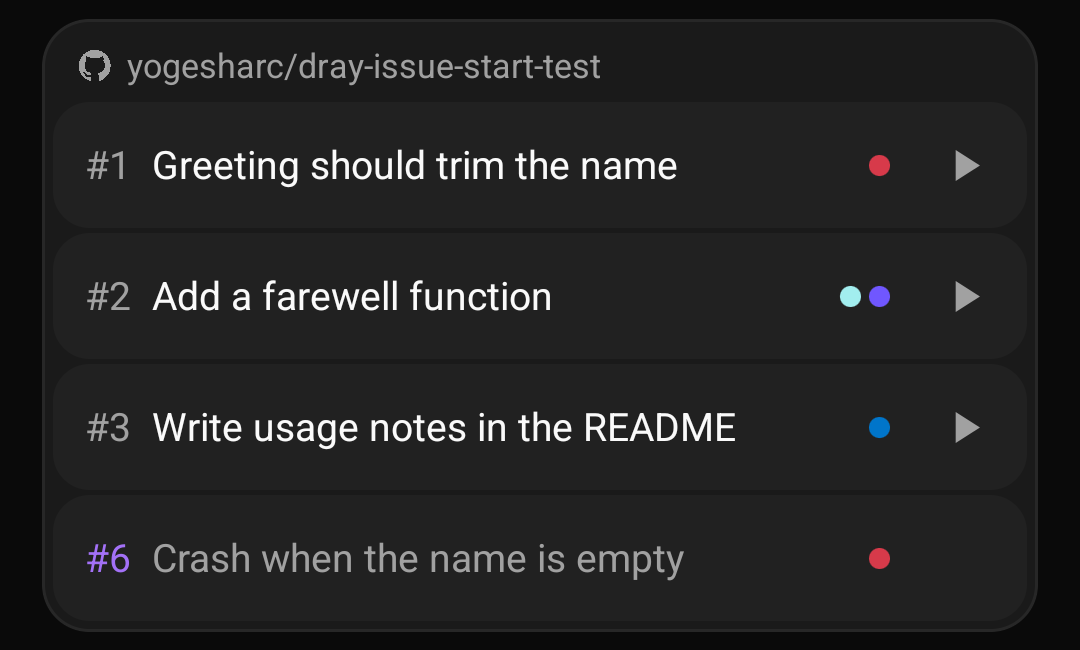 yogesharc/dray-issue-start-test
#1 Greeting should trim the name
#2 Add a farewell function
#3 Write usage notes in the README
#6 Crash when the name is empty